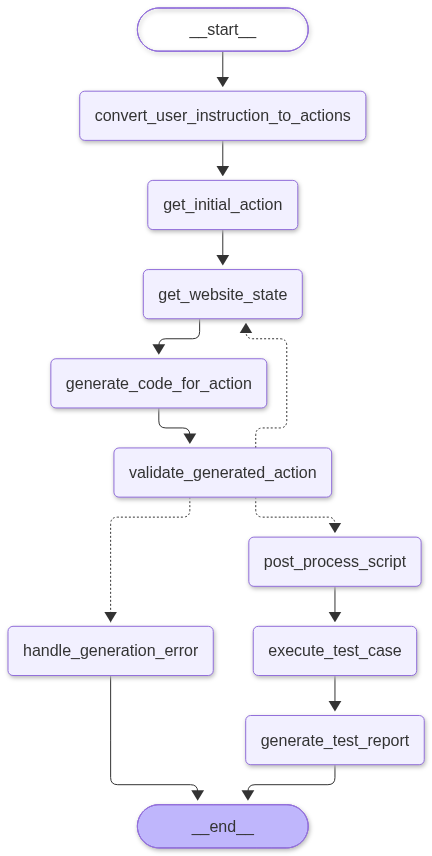 __start__
convert_user_instruction_to_actions
get_initial_action
get_website_state
generate_code_for_action
validate_generated_action
post_process_script
handle_generation_error
execute_test_case
generate_test_report
__end__